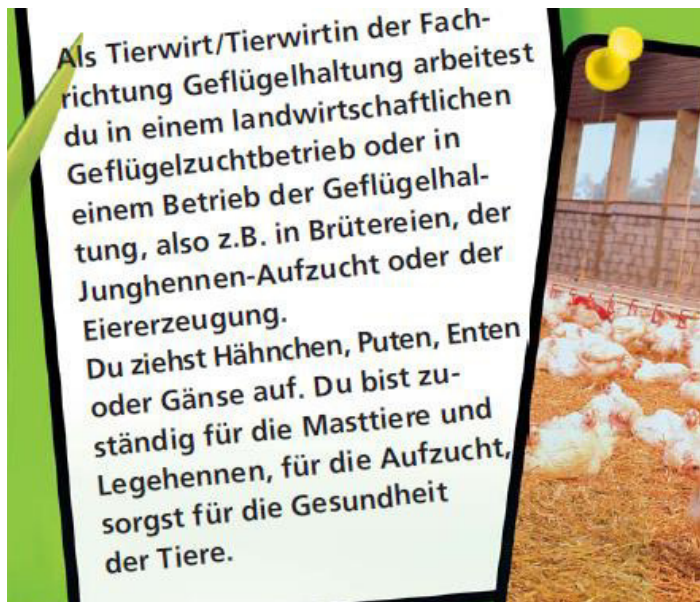 Als Tierwirt/Tierwirtin der Fach-
richtung Geflügelhaltung arbeitest
du in einem landwirtschaftlichen
Geflügelzuchtbetrieb oder in
einem Betrieb der Geflügelhal-
tung, also z.B. in Brütereien, der
Junghennen-Aufzucht oder der
Eiererzeugung.
Du ziehst Hähnchen, Puten, Enten
oder Gänse auf. Du bist zu-
ständig für die Masttiere und
Legehennen, für die Aufzucht,
sorgst für die Gesundheit
der Tiere.